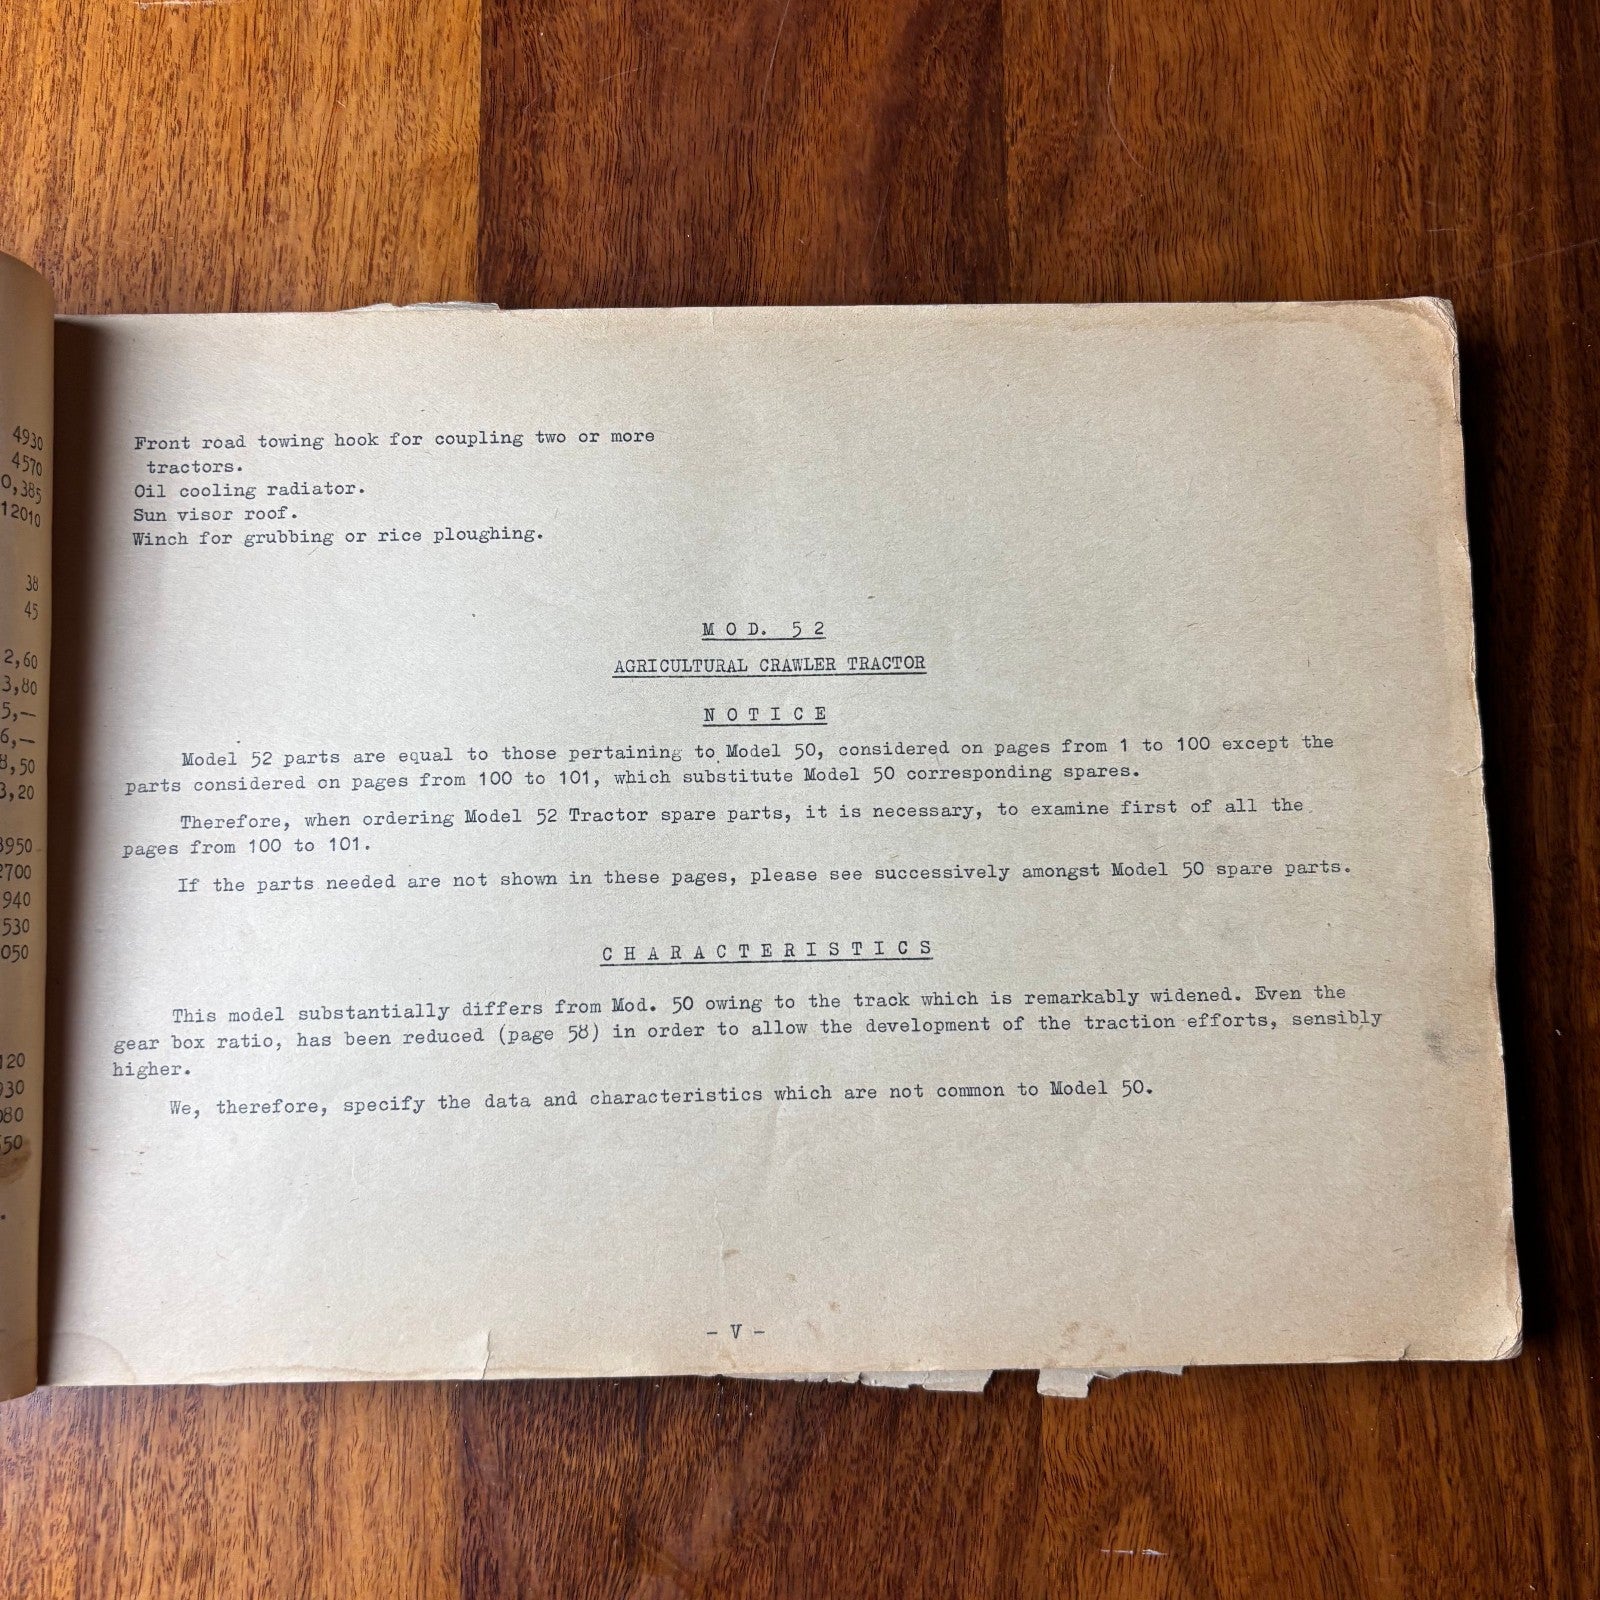 4930
4570
0,385
12010
38
45
2,60
3,80
5,—
6,—
8,50
3,20
3950
2700
940
530
050
120
930
080
550
Front road towing hook for coupling two or more
tractors.
Oil cooling radiator.
Sun visor roof.
Winch for grubbing or rice ploughing.
MOD. 52
AGRICULTURAL CRAWLER TRACTOR
NOTICE
Model 52 parts are equal to those pertaining to Model 50, considered on pages from 1 to 100 except the
parts considered on pages from 100 to 101, which substitute Model 50 corresponding spares.
Therefore, when ordering Model 52 Tractor spare parts, it is necessary, to examine first of all the
pages from 100 to 101.
If the parts needed are not shown in these pages, please see successively amongst Model 50 spare parts.
CHARACTERISTICS
This model substantially differs from Mod. 50 owing to the track which is remarkably widened. Even the
gear box ratio, has been reduced (page 58) in order to allow the development of the traction efforts, sensibly
higher.
We, therefore, specify the data and characteristics which are not common to Model 50.
- V -